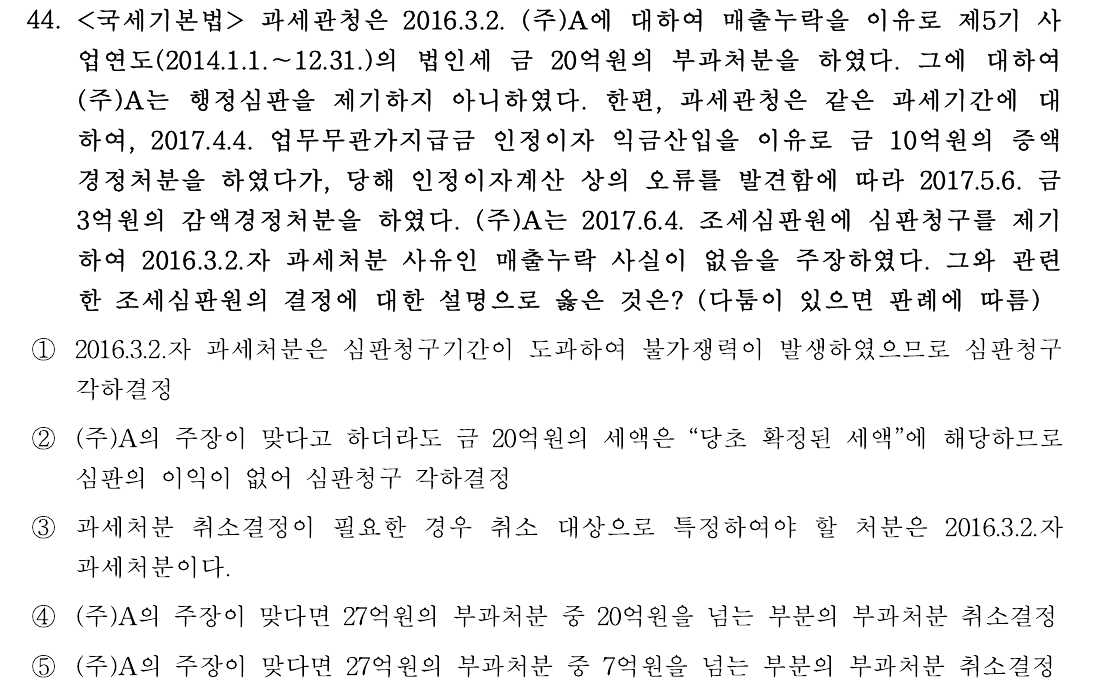 44. <국세기본법> 과세관청은 2016.3.2. (주)A에 대하여 매출누락을 이유로 제5기 사
업연도(2014.1.1.~12.31.)의 법인세 금 20억원의 부과처분을 하였다. 그에 대하여
(주)A는 행정심판을 제기하지 아니하였다. 한편, 과세관청은 같은 과세기간에 대
하여, 2017.4.4. 업무무관가지급금 인정이자 익금산입을 이유로 금 10억원의 증액
경정처분을 하였다가, 당해 인정이자계산 상의 오류를 발견함에 따라 2017.5.6. 금
3억원의 감액경정처분을 하였다. (주)A는 2017.6.4. 조세심판원에 심판청구를 제기
하여 2016.3.2.자 과세처분 사유인 매출누락 사실이 없음을 주장하였다. 그와 관련
한 조세심판원의 결정에 대한 설명으로 옳은 것은? (다툼이 있으면 판례에 따름)
① 2016.3.2.자 과세처분은 심판청구기간이 도과하여 불가쟁력이 발생하였으므로 심판청구
각하결정
② (주)A의 주장이 맞다고 하더라도 금 20억원의 세액은 “당초 확정된 세액”에 해당하므로
심판의 이익이 없어 심판청구 각하결정
③ 과세처분 취소결정이 필요한 경우 취소 대상으로 특정하여야 할 처분은 2016.3.2.자
과세처분이다.
④ (주)A의 주장이 맞다면 27억원의 부과처분 중 20억원을 넘는 부분의 부과처분 취소결정
⑤ (주)A의 주장이 맞다면 27억원의 부과처분 중 7억원을 넘는 부분의 부과처분 취소결정